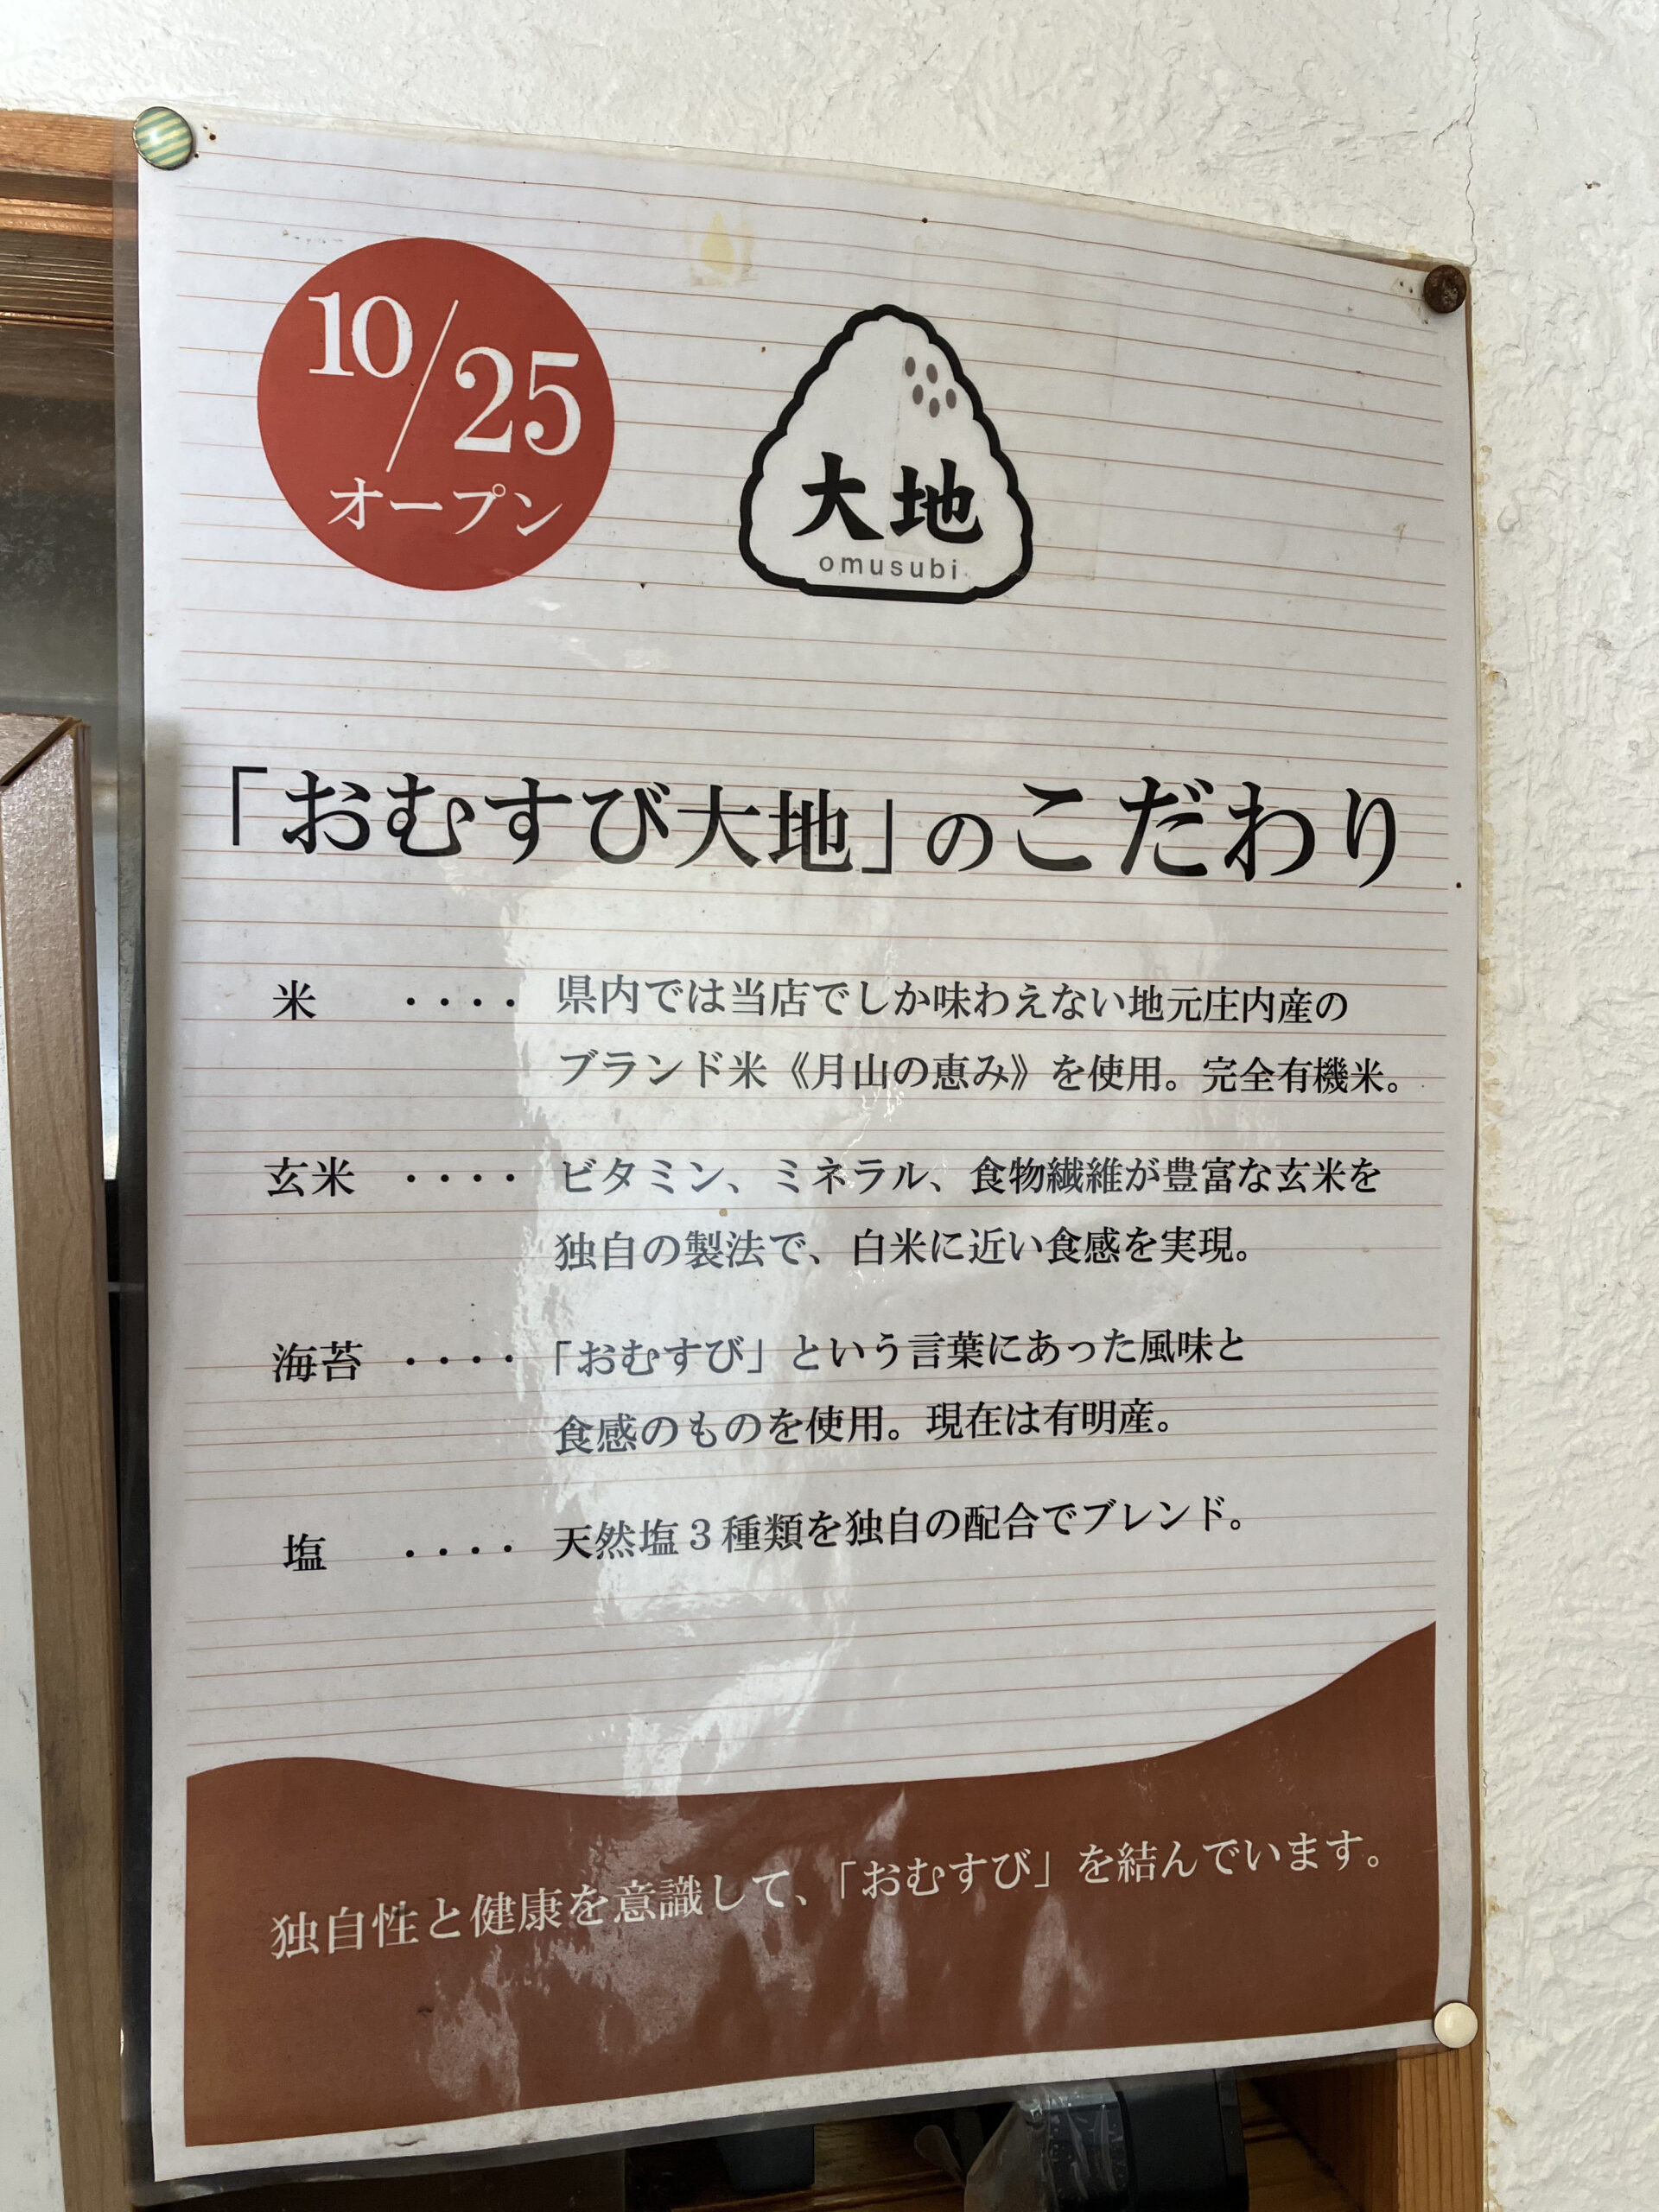 10/25
オープン
大地
omusubi
「おむすび大地」のこだわり
米 ‥‥ 県内では当店でしか味わえない地元庄内産の
ブランド米《月山の恵み》を使用。完全有機米。
玄米 ‥‥ ビタミン、ミネラル、食物繊維が豊富な玄米を
独自の製法で、白米に近い食感を実現。
海苔 ‥‥ 「おむすび」という言葉にあった風味と
食感のものを使用。現在は有明産。
塩 ‥‥ 天然塩3種類を独自の配合でブレンド。
独自性と健康を意識して、「おむすび」を結んでいます。